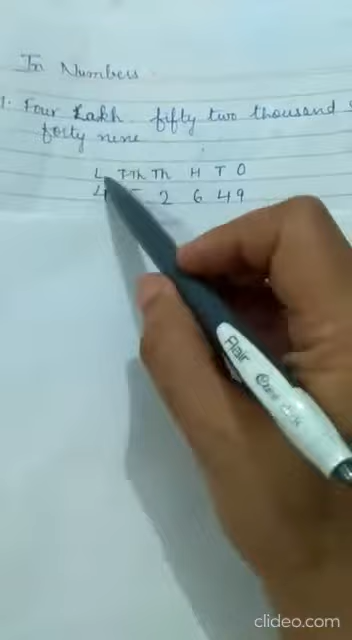 In Numbers
1. Four Lakh fifty two thousand
forty nine
L T-Th Th H T O
4 2 6 4 9
Flair
clideo.com